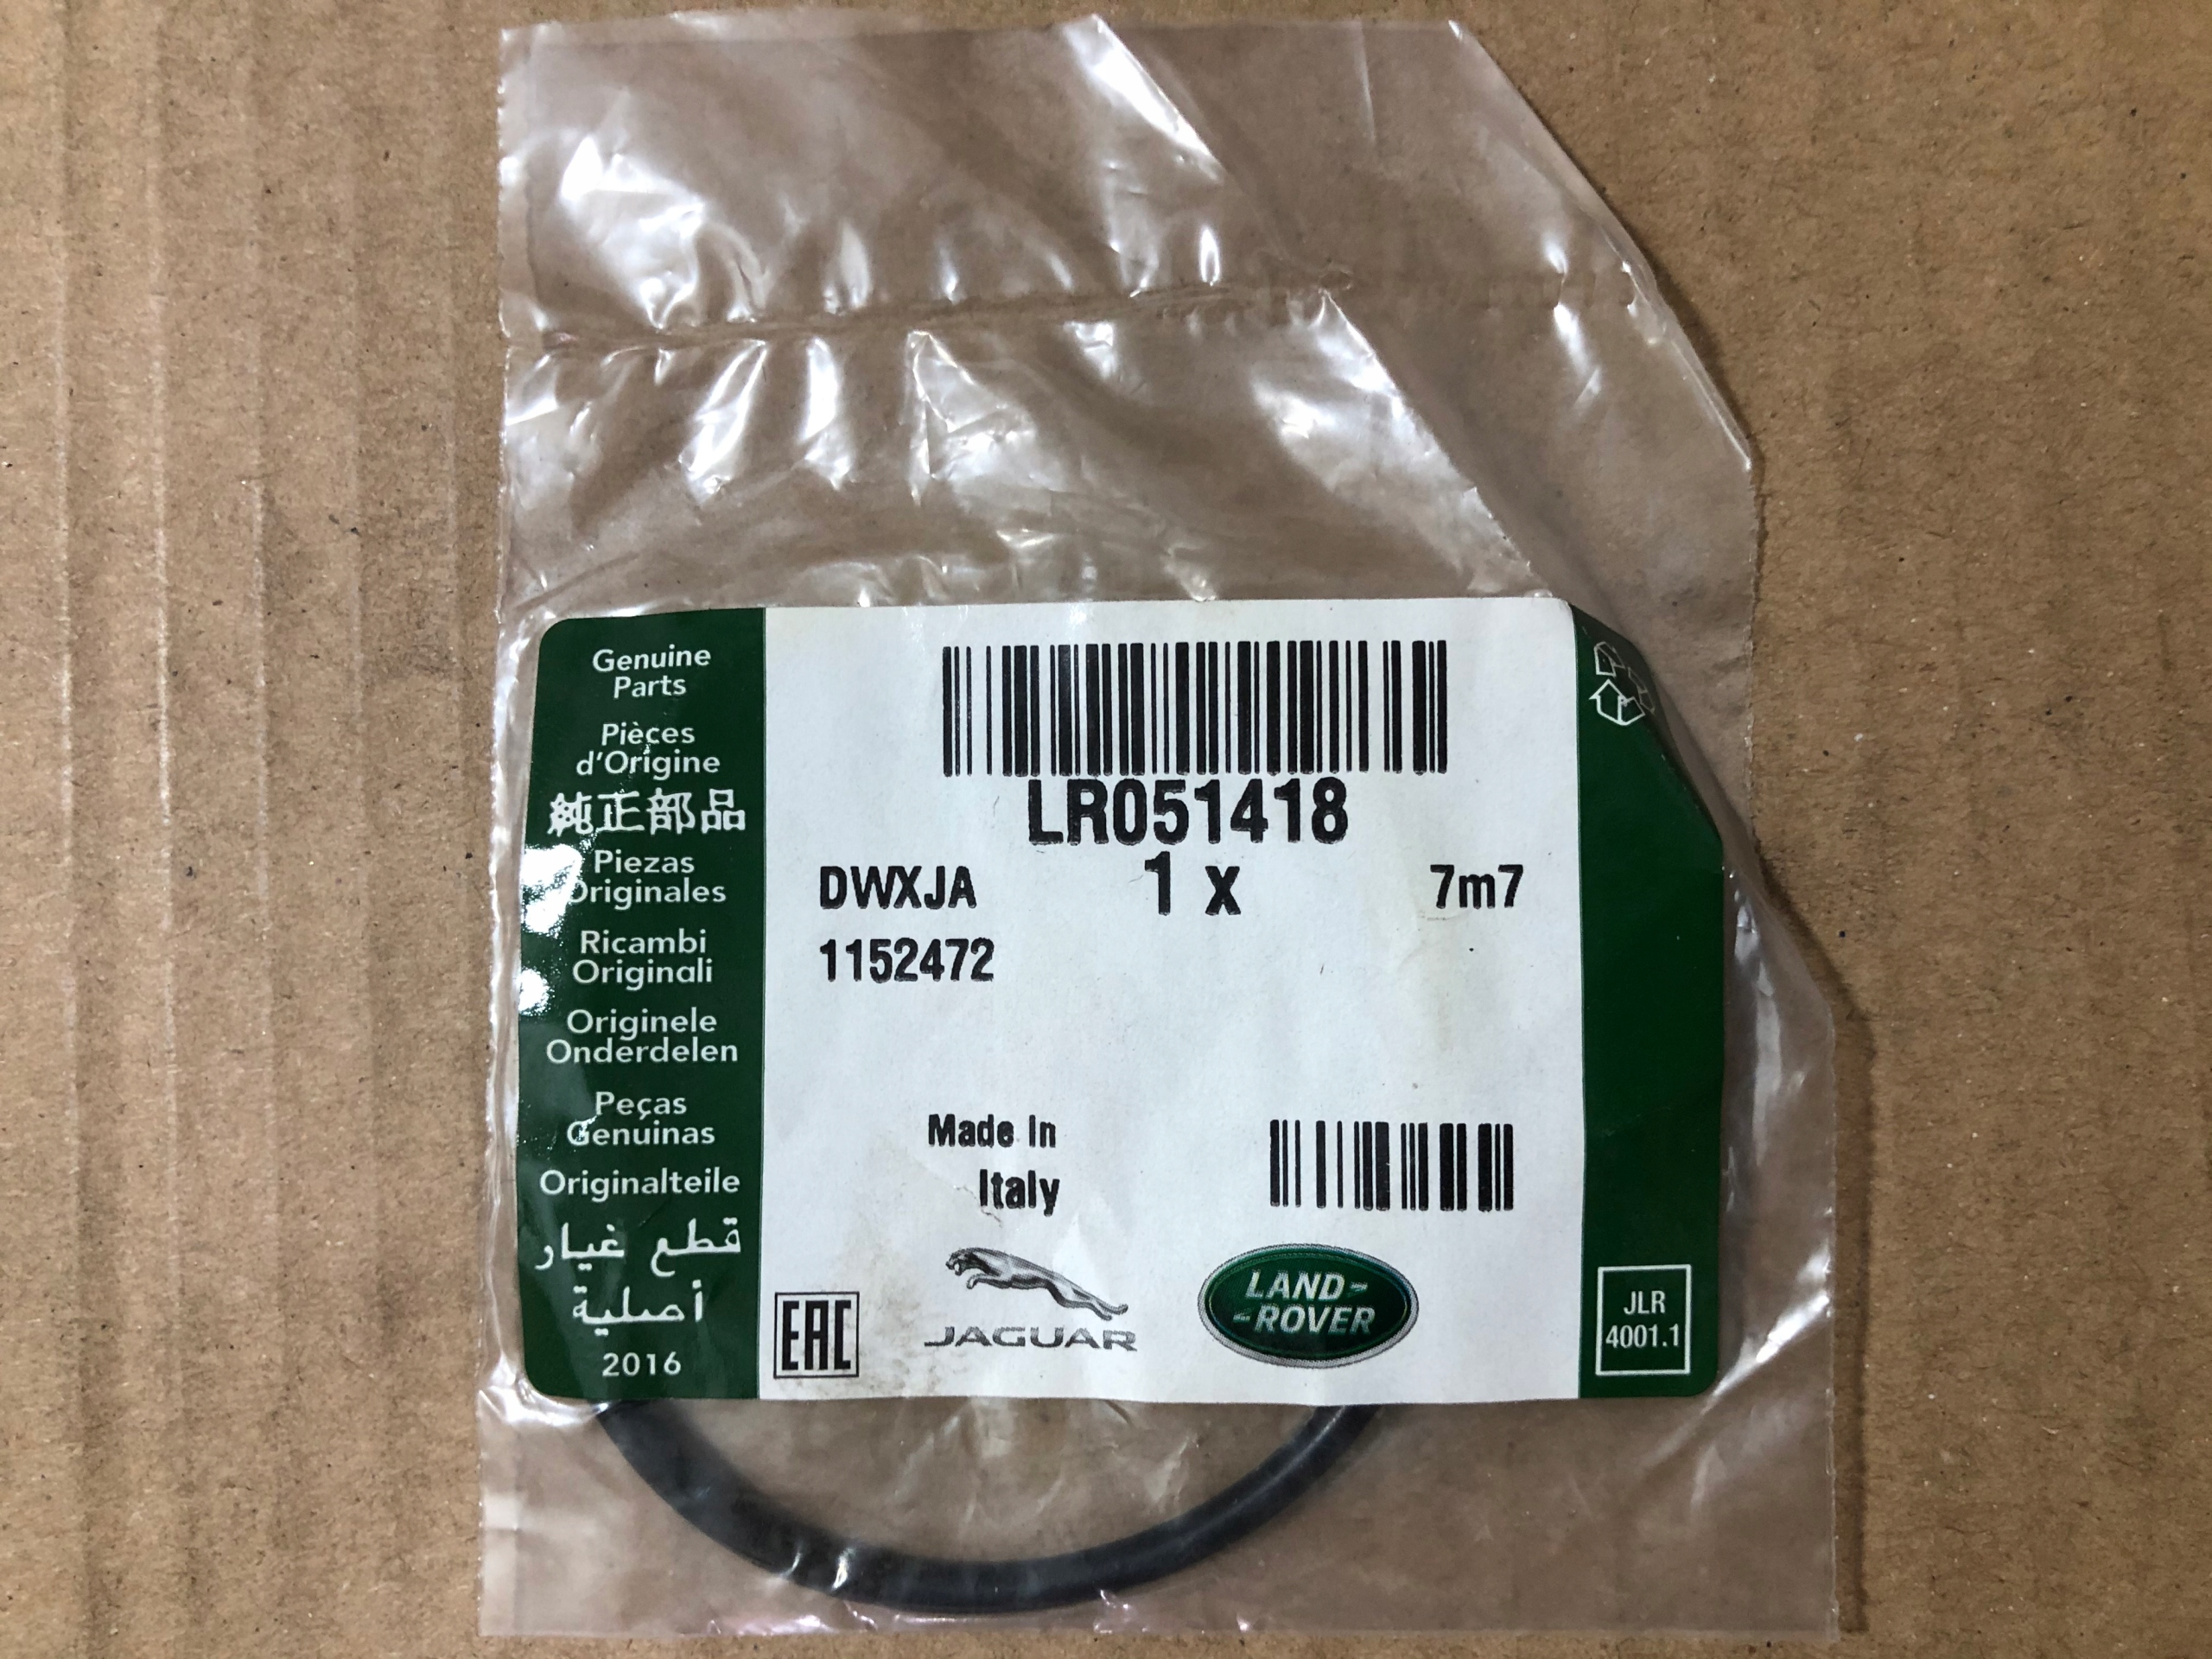 Genuine
Parts
Pièces
d'Origine
純正部品
Piezas
Originales
Ricambi
Originali
Originele
Onderdelen
Peças
Genuinas
Originalteile
قطع غيار
أصلية
2016
LR051418
DWXJA 1 x 7m7
1152472
Made In
Italy
EAC
JAGUAR
LAND-
-ROVER
JLR
4001.1